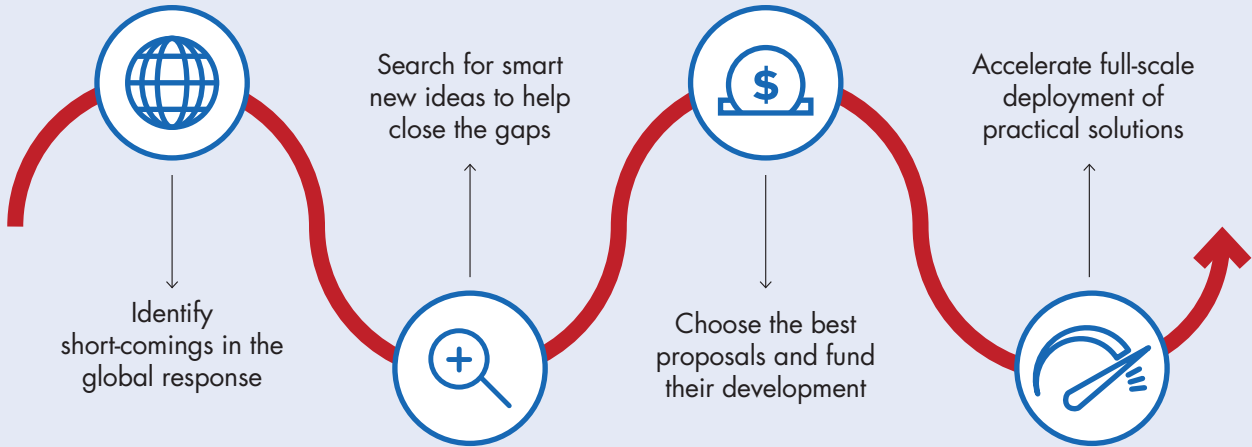 Identify
short-comings in the
global response
Search for smart
new ideas to help
close the gaps
$
Choose the best
proposals and fund
their development
Accelerate full-scale
deployment of
practical solutions